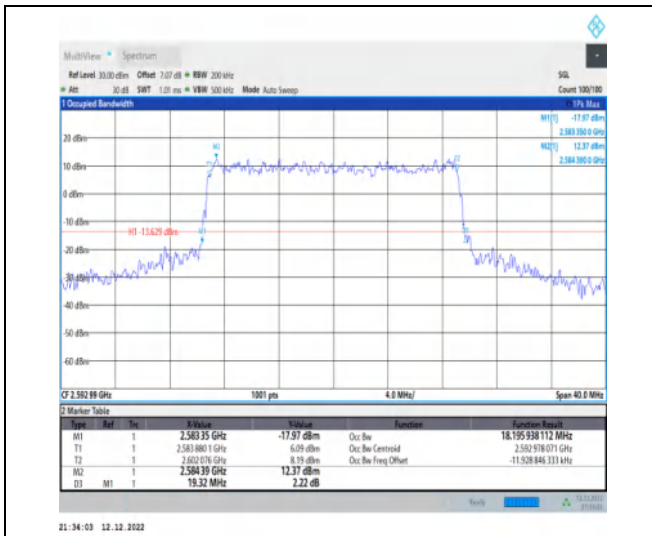 MultiView Spectrum
Ref Level 30.00 dBm Offset 7.07 dB RBW 200 kHz SGL
Att 30 dB SWT 1.01 ms VBW 500 kHz Mode Auto Sweep Count 100/100
1 Occupied Bandwidth 1Pk Max
M1[1] -17.97 dBm
2.583 350 0 GHz
20 dBm
M2[1] 12.37 dBm
2.584 390 0 GHz
M2
10 dBm
0 dBm
-10 dBm
H1 -13.629 dBm
-20 dBm
-30 dBm
-40 dBm
-50 dBm
-60 dBm
CF 2.592 99 GHz 1001 pts 4.0 MHz/ Span 40.0 MHz
2 Marker Table
Type Ref Trc X-Value Y-Value Function Function Result
M1 1 2.583 35 GHz -17.97 dBm Occ Bw 18.195 938 112 MHz
T1 1 2.583 880 1 GHz 6.09 dBm Occ Bw Centroid 2.592 978 071 GHz
T2 1 2.602 076 GHz 8.19 dBm Occ Bw Freq Offset -11.928 846 333 kHz
M2 1 2.584 39 GHz 12.37 dBm
D3 M1 1 19.32 MHz 2.22 dB
Ready 12.12.2022
21:34:03 12.12.2022